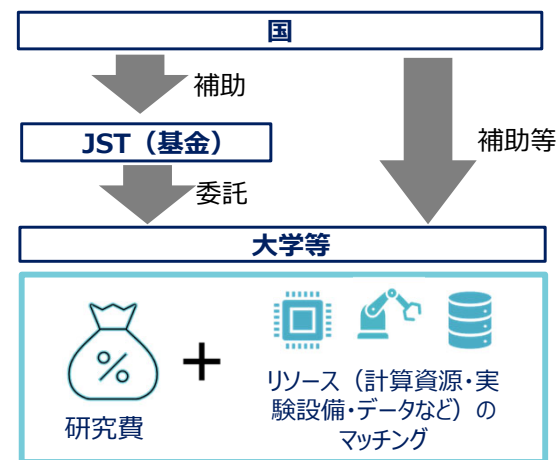 国
補助
JST（基金）
補助等
委託
大学等
%
+
研究費
リソース（計算資源・実
験設備・データなど）の
マッチング